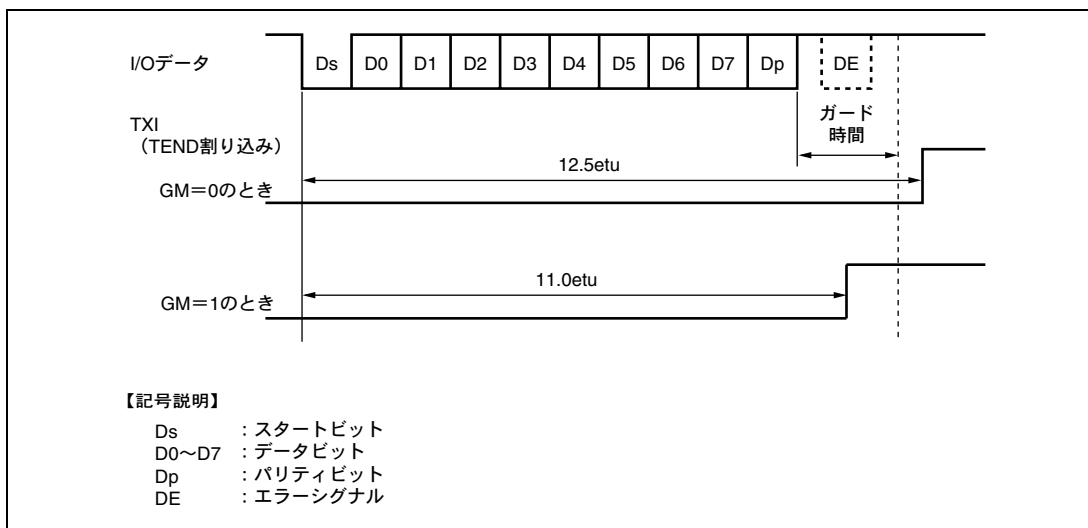 I/Oデータ
Ds D0 D1 D2 D3 D4 D5 D6 D7 Dp DE
ガード
時間
TXI
（TEND割り込み）
12.5etu
GM＝0のとき
11.0etu
GM＝1のとき
【記号説明】
Ds ：スタートビット
D0～D7 ：データビット
Dp ：パリティビット
DE ：エラーシグナル